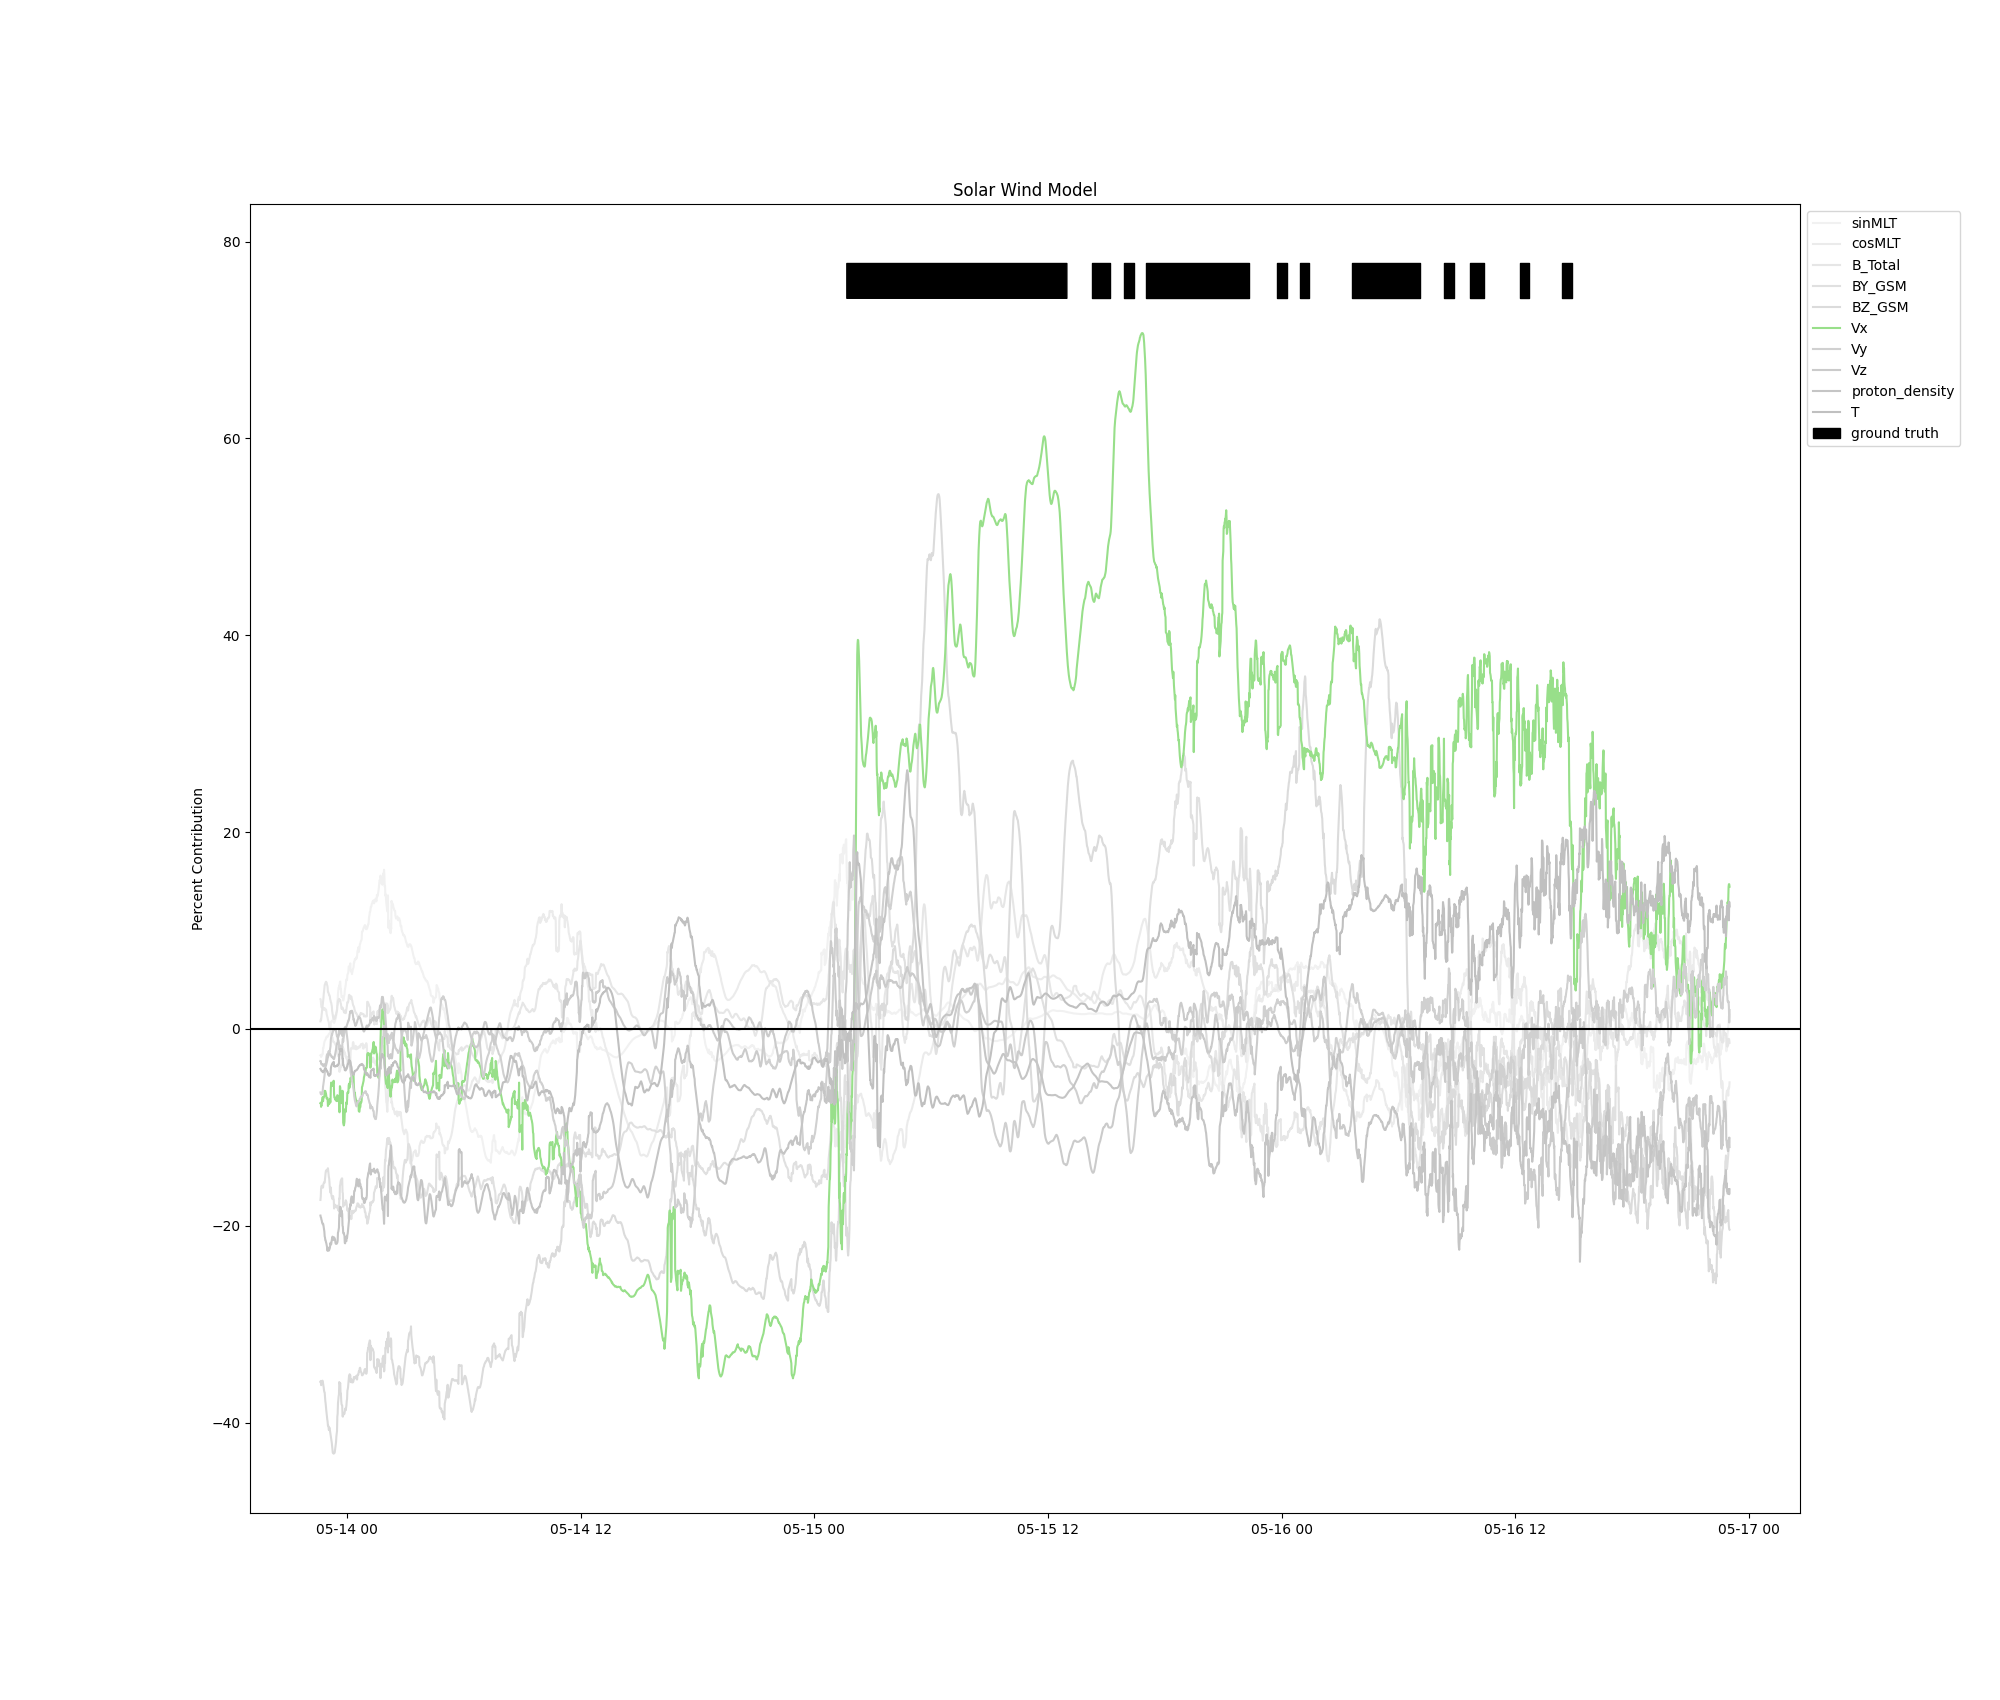 Solar Wind Model
80
60
40
20
0
−20
−40
Percent Contribution
05-14 00
05-14 12
05-15 00
05-15 12
05-16 00
05-16 12
05-17 00
sinMLT
cosMLT
B_Total
BY_GSM
BZ_GSM
Vx
Vy
Vz
proton_density
T
ground truth